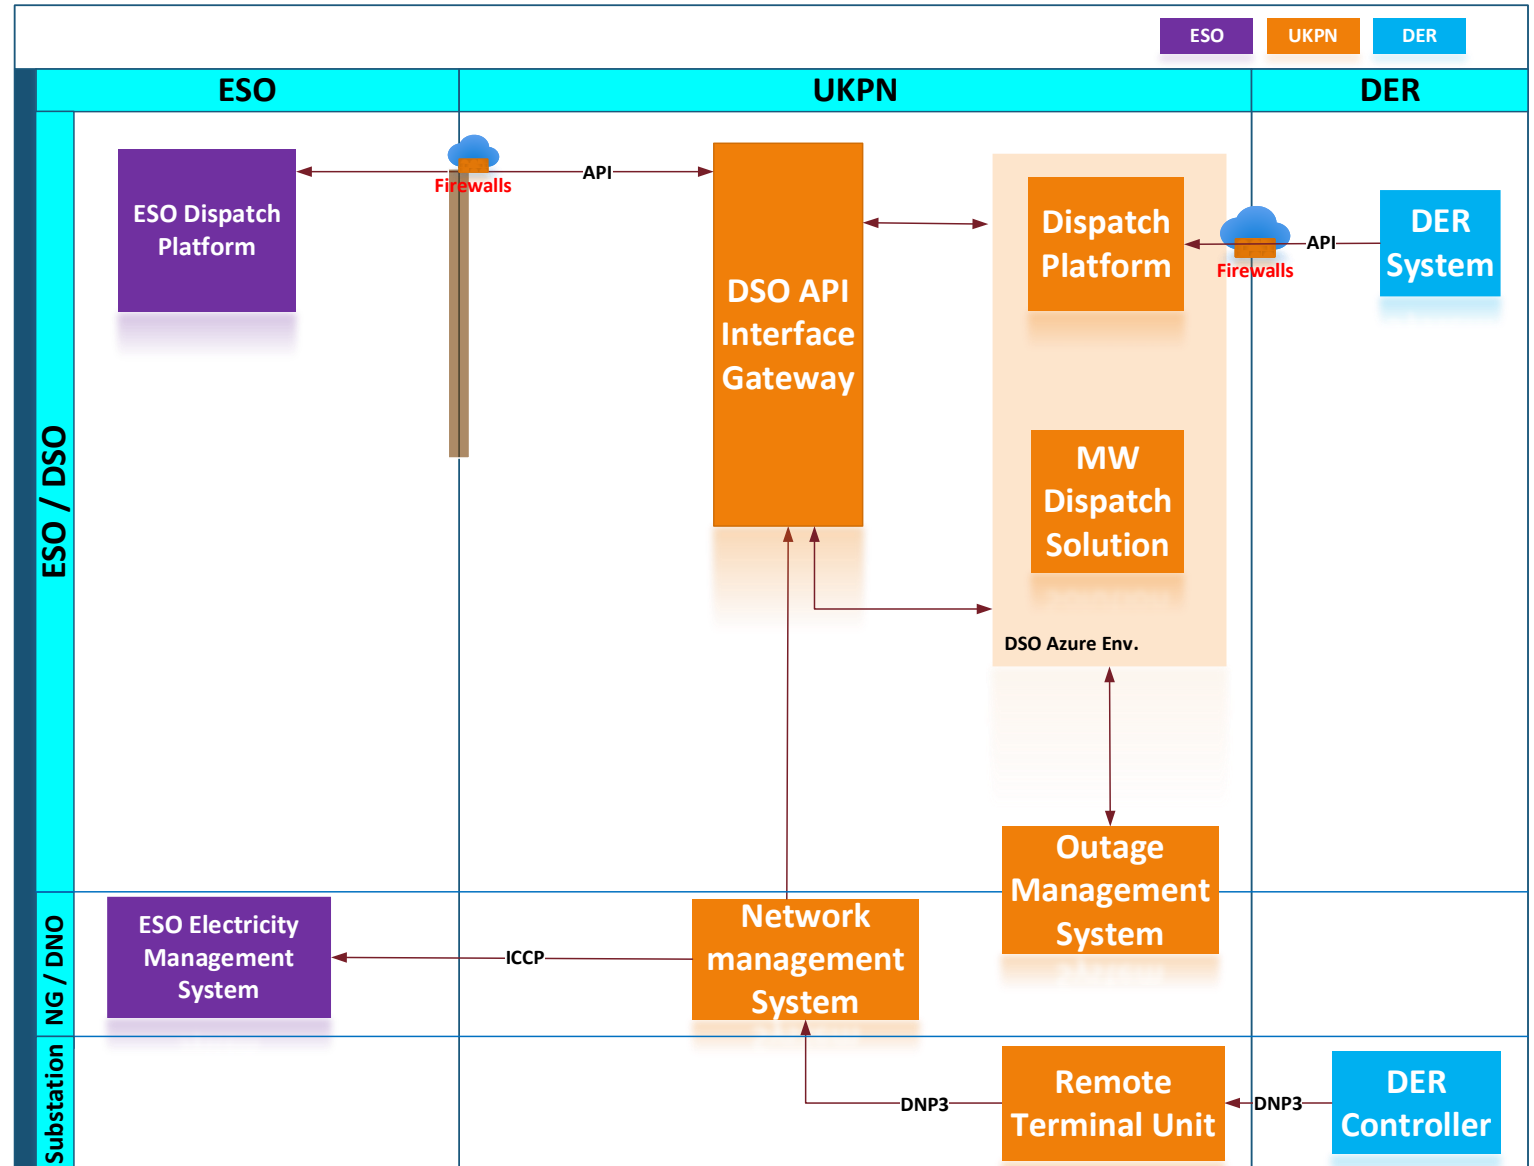 ESO
UKPN
DER
ESO
UKPN
DER
ESO / DSO
ESO Dispatch
Platform
Firewalls
API
DSO API
Interface
Gateway
Dispatch
Platform
Firewalls
API
DER
System
MW
Dispatch
Solution
DSO Azure Env.
Outage
Management
System
NG / DNO
ESO Electricity
Management
System
ICCP
Network
management
System
Substation
DNP3
Remote
Terminal Unit
DNP3
DER
Controller